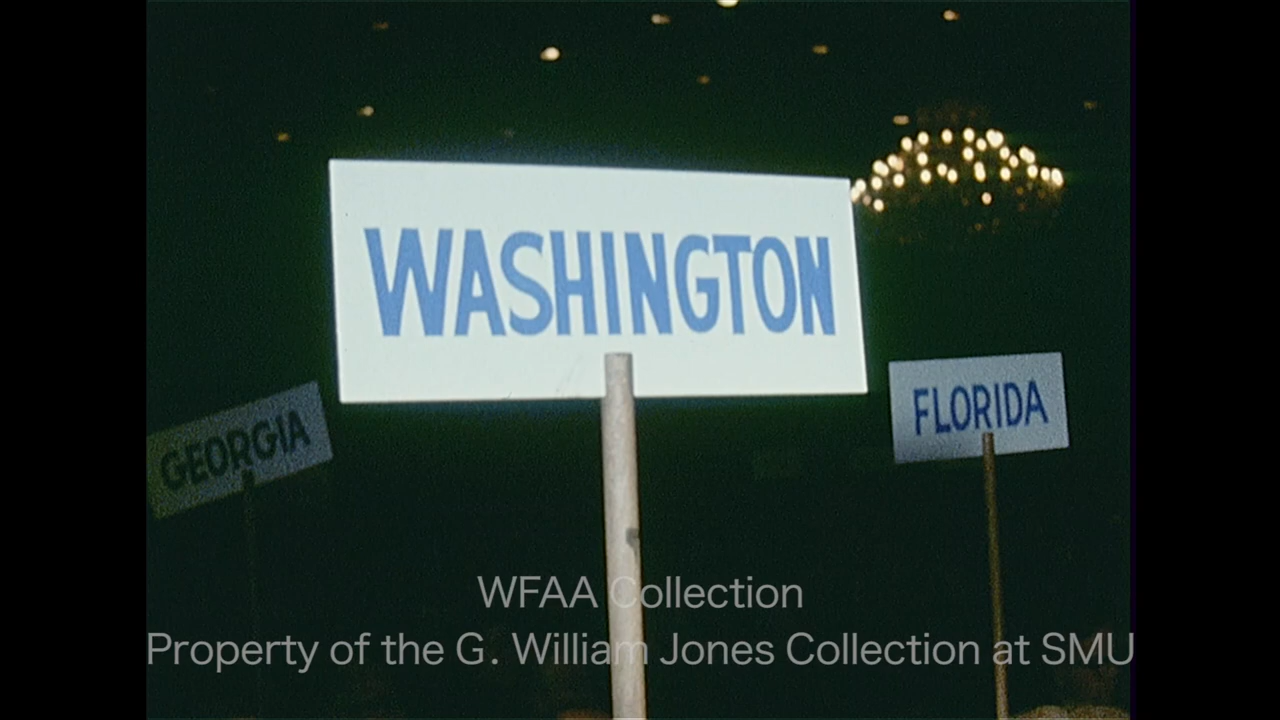 WASHINGTON
FLORIDA
GEORGIA
WFAA Collection
Property of the G. William Jones Collection at SMU